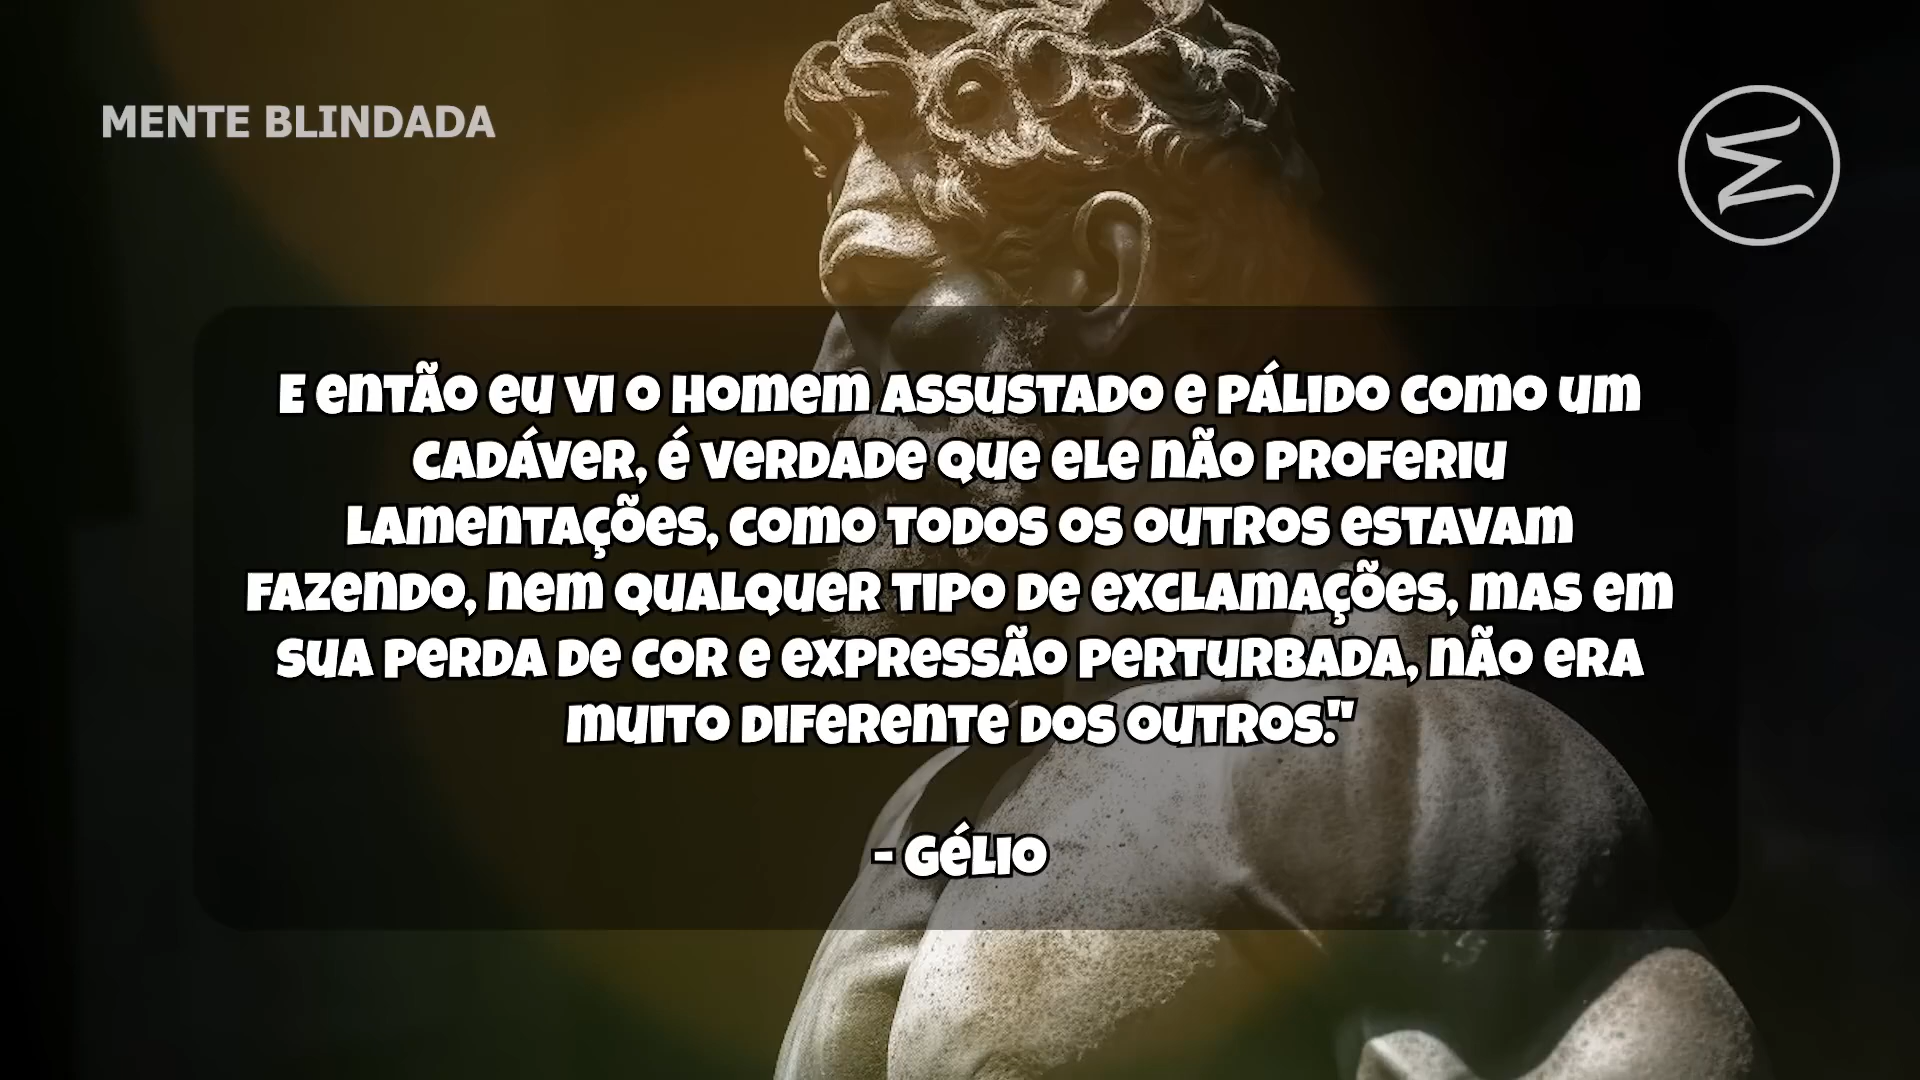 MENTE BLINDADA
E então eu vi o homem assustado e pálido como um
cadáver, é verdade que ele não proferiu
lamentações, como todos os outros estavam
fazendo, nem qualquer tipo de exclamações, mas em
sua perda de cor e expressão perturbada, não era
muito diferente dos outros."
- Gélio